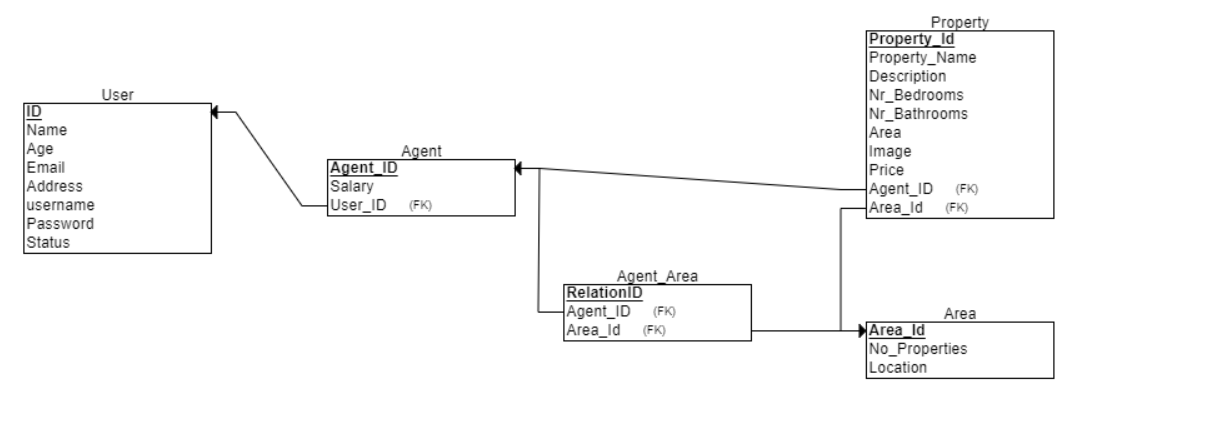 User
ID
Name
Age
Email
Address
username
Password
Status
Agent
Agent_ID
Salary
User_ID (FK)
Agent_Area
RelationID
Agent_ID (FK)
Area_Id (FK)
Property
Property_Id
Property_Name
Description
Nr_Bedrooms
Nr_Bathrooms
Area
Image
Price
Agent_ID (FK)
Area_Id (FK)
Area
Area_Id
No_Properties
Location